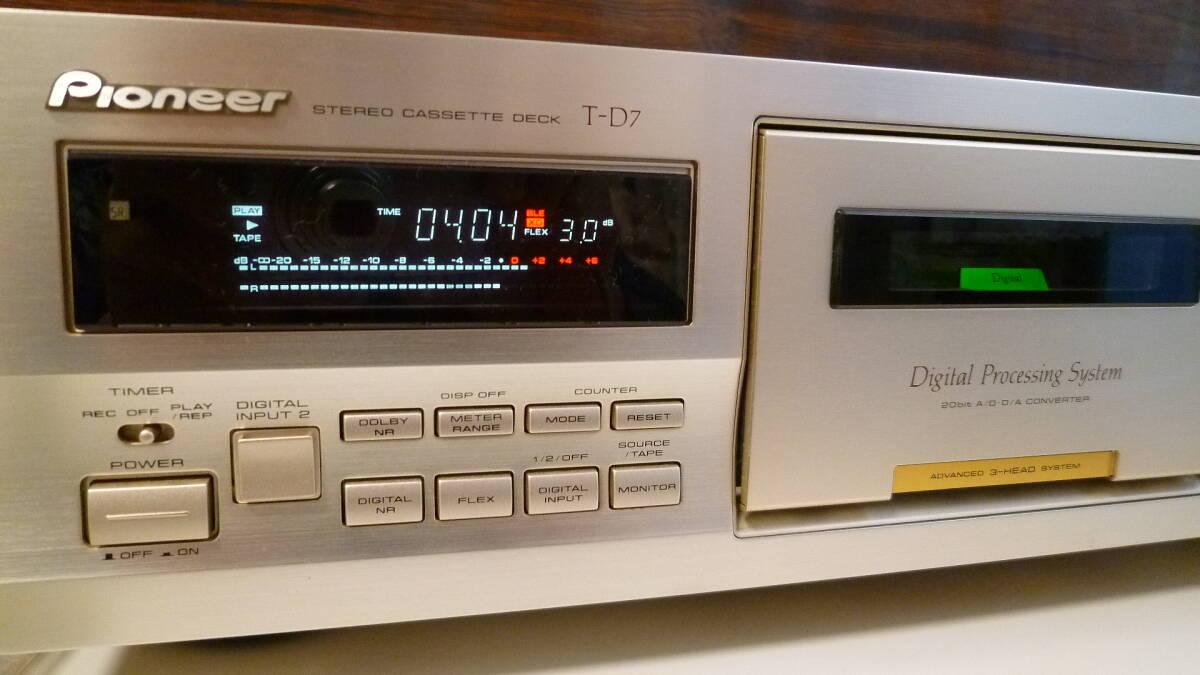 Pioneer
STEREO CASSETTE DECK T-D7
SR
PLAY
TAPE
TIME 04.04
BLE
XD
FLEX
3.0 dB
dB -∞ -20 -15 -12 -10 -8 -6 -4 -2 • 0 +2 +4 +6
L
R
Digital
Digital Processing System
20bit A/D·D/A CONVERTER
ADVANCED 3-HEAD SYSTEM
TIMER
REC OFF PLAY
/REP
DIGITAL
INPUT 2
DISP OFF
COUNTER
DOLBY
NR
METER
RANGE
MODE
RESET
POWER
1/2/OFF
SOURCE
/TAPE
DIGITAL
NR
FLEX
DIGITAL
INPUT
MONITOR
OFF ON